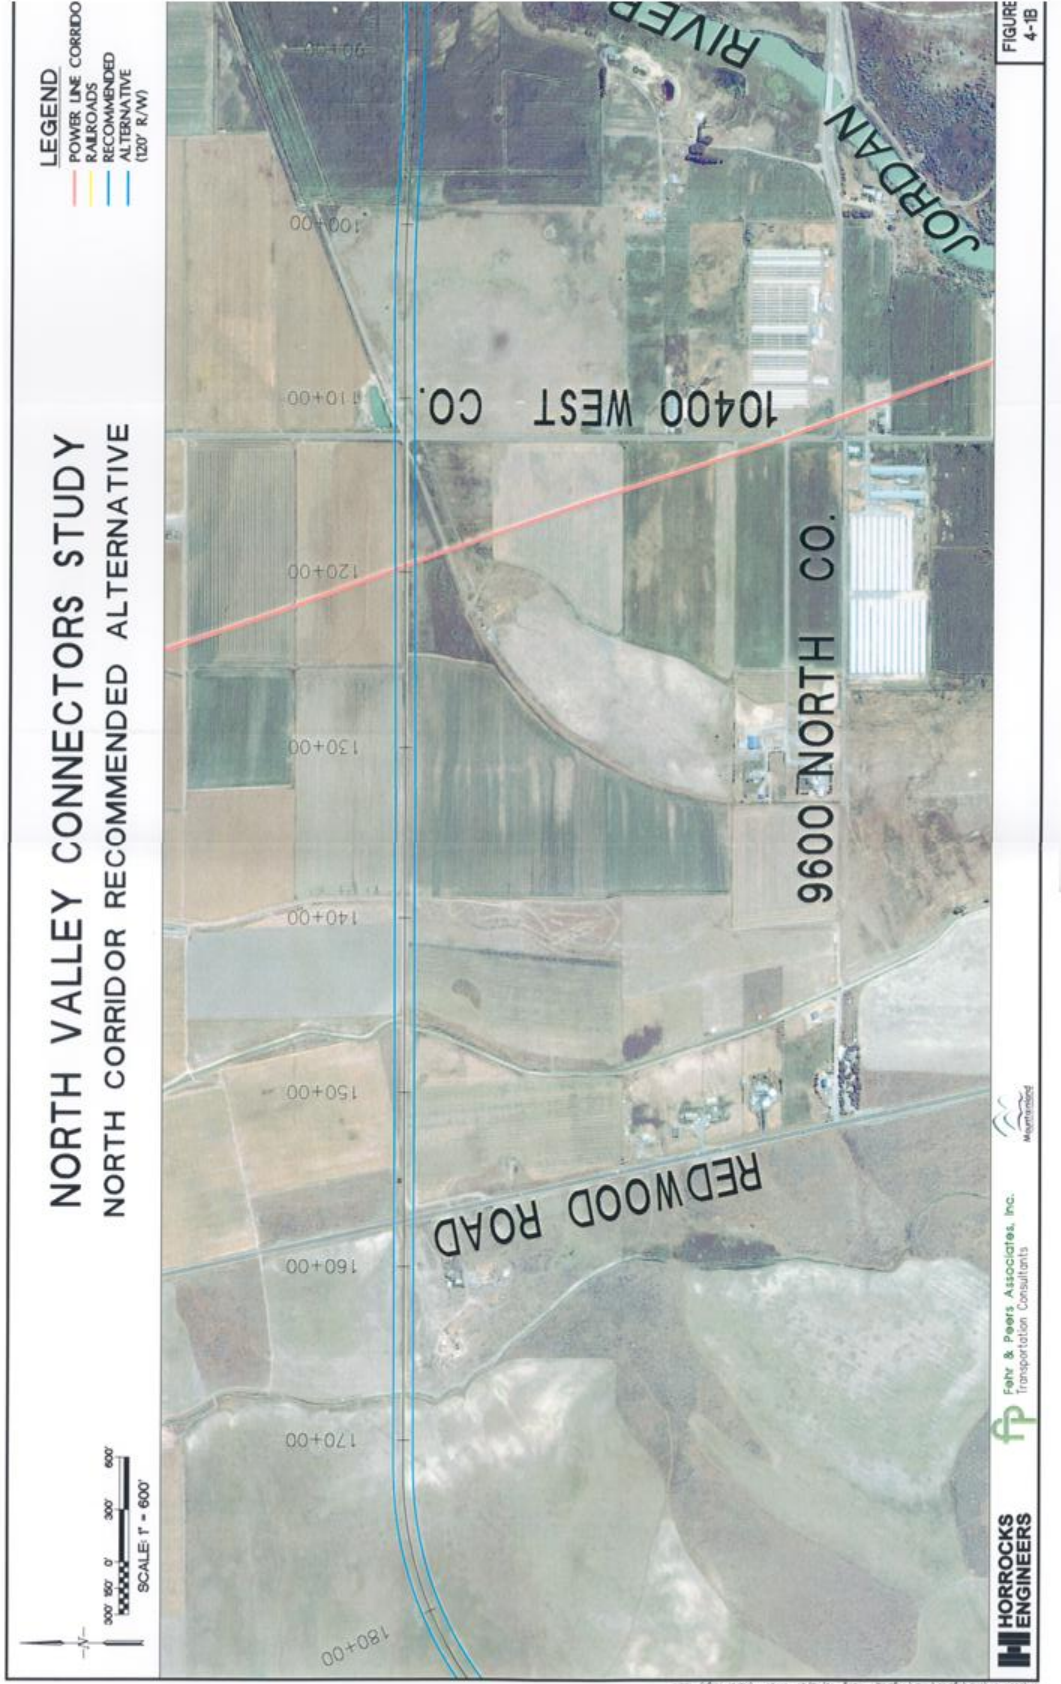 NORTH VALLEY CONNECTORS STUDY
NORTH CORRIDOR RECOMMENDED ALTERNATIVE
LEGEND
POWER LINE CORRIDO
RAILROADS
RECOMMENDED
ALTERNATIVE
(120' R/W)
300' 150' 0' 300' 600'
SCALE: 1" = 600'
-N-
180+00
170+00
160+00
150+00
140+00
130+00
120+00
110+00
100+00
90+00
REDWOOD ROAD
10400 WEST CO.
9600 NORTH CO.
JORDAN RIVER
HORROCKS
ENGINEERS
fp
Fehr & Peers Associates, Inc.
Transportation Consultants
Mountainland
FIGURE
4-1B